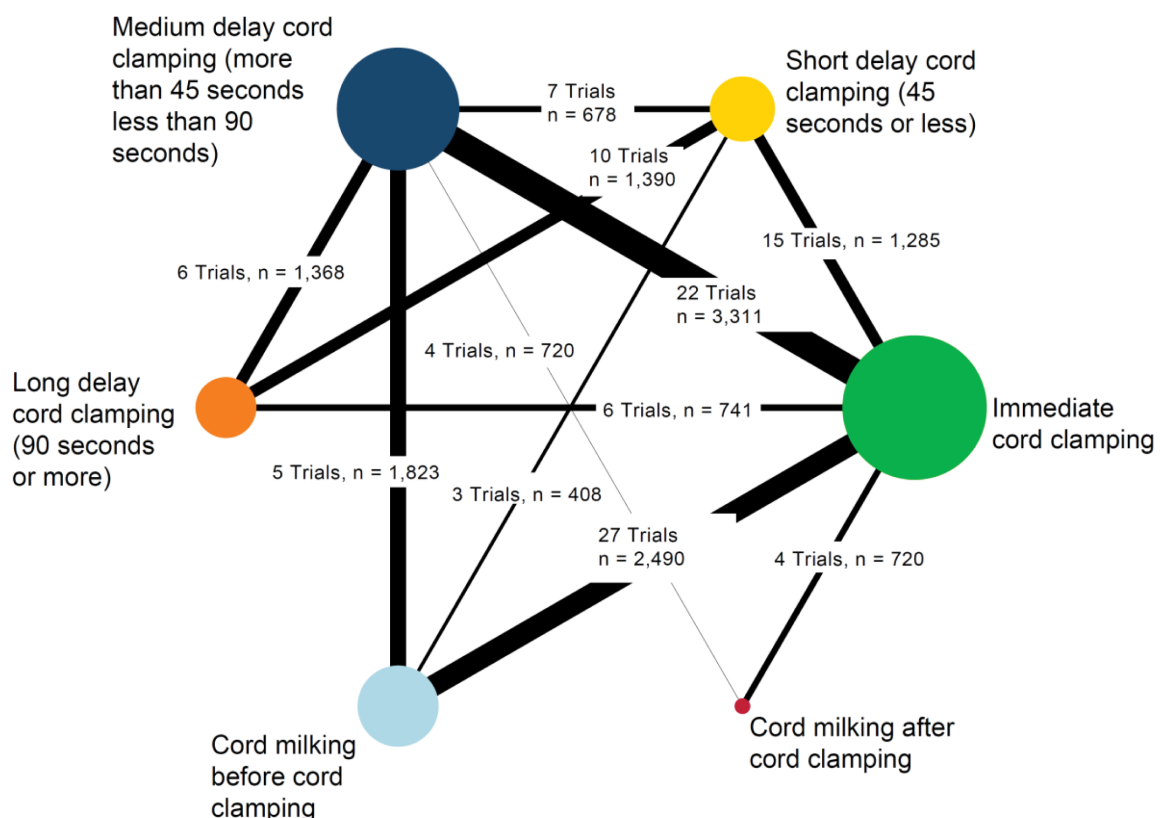 Medium delay cord
clamping (more
than 45 seconds
less than 90
seconds)
7 Trials
n = 678
Short delay cord
clamping (45
seconds or less)
10 Trials
n = 1,390
15 Trials, n = 1,285
6 Trials, n = 1,368
22 Trials
n = 3,311
4 Trials, n = 720
Long delay
cord clamping
(90 seconds
or more)
6 Trials, n = 741
Immediate
cord clamping
5 Trials, n = 1,823
3 Trials, n = 408
27 Trials
n = 2,490
4 Trials, n = 720
Cord milking
before cord
clamping
Cord milking after
cord clamping